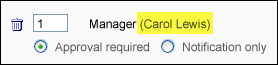 1 Manager (Carol Lewis)
Approval required Notification only